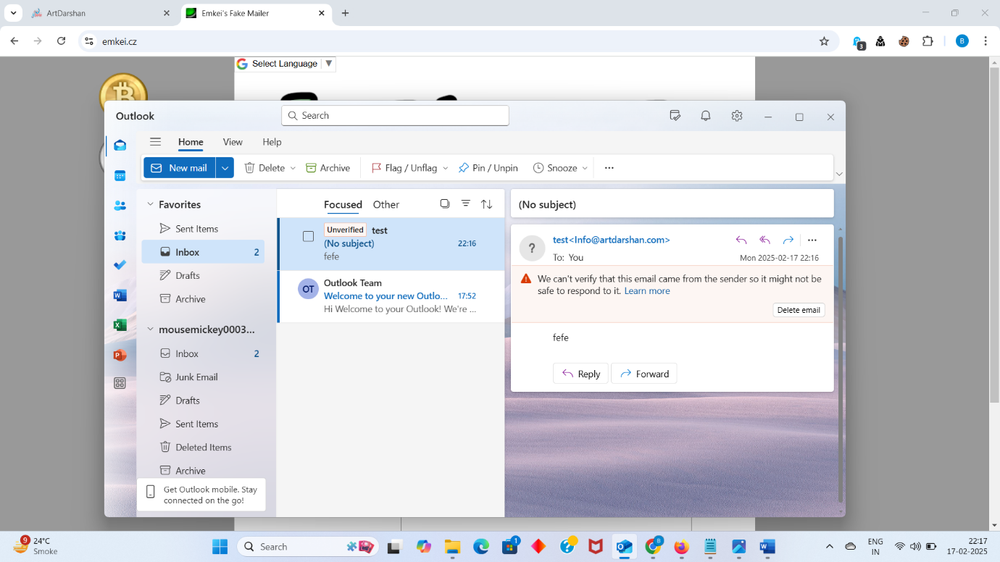 ArtDarshan
Emkei's Fake Mailer
emkei.cz
3
B
Select Language
Outlook
Search
Home View Help
New mail Delete Archive Flag / Unflag Pin / Unpin Snooze
Favorites
Sent Items
Inbox 2
Drafts
Archive
mousemickey0003...
Inbox 2
Junk Email
Drafts
Sent Items
Deleted Items
Archive
Get Outlook mobile. Stay
connected on the go!
Focused Other
Unverified test
(No subject) 22:16
fefe
OT
Outlook Team
Welcome to your new Outlo... 17:52
Hi Welcome to your Outlook! We're ...
(No subject)
?
test<Info@artdarshan.com>
To: You
Mon 2025-02-17 22:16
We can't verify that this email came from the sender so it might not be
safe to respond to it. Learn more
Delete email
fefe
Reply Forward
9
24°C
Smoke
Search
1
B
ENG
IN
22:17
17-02-2025